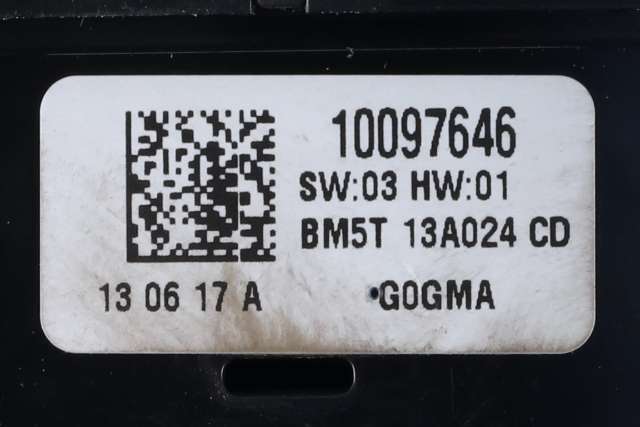 10097646
SW:03 HW:01
BM5T 13A024 CD
13 06 17 A
G0GMA